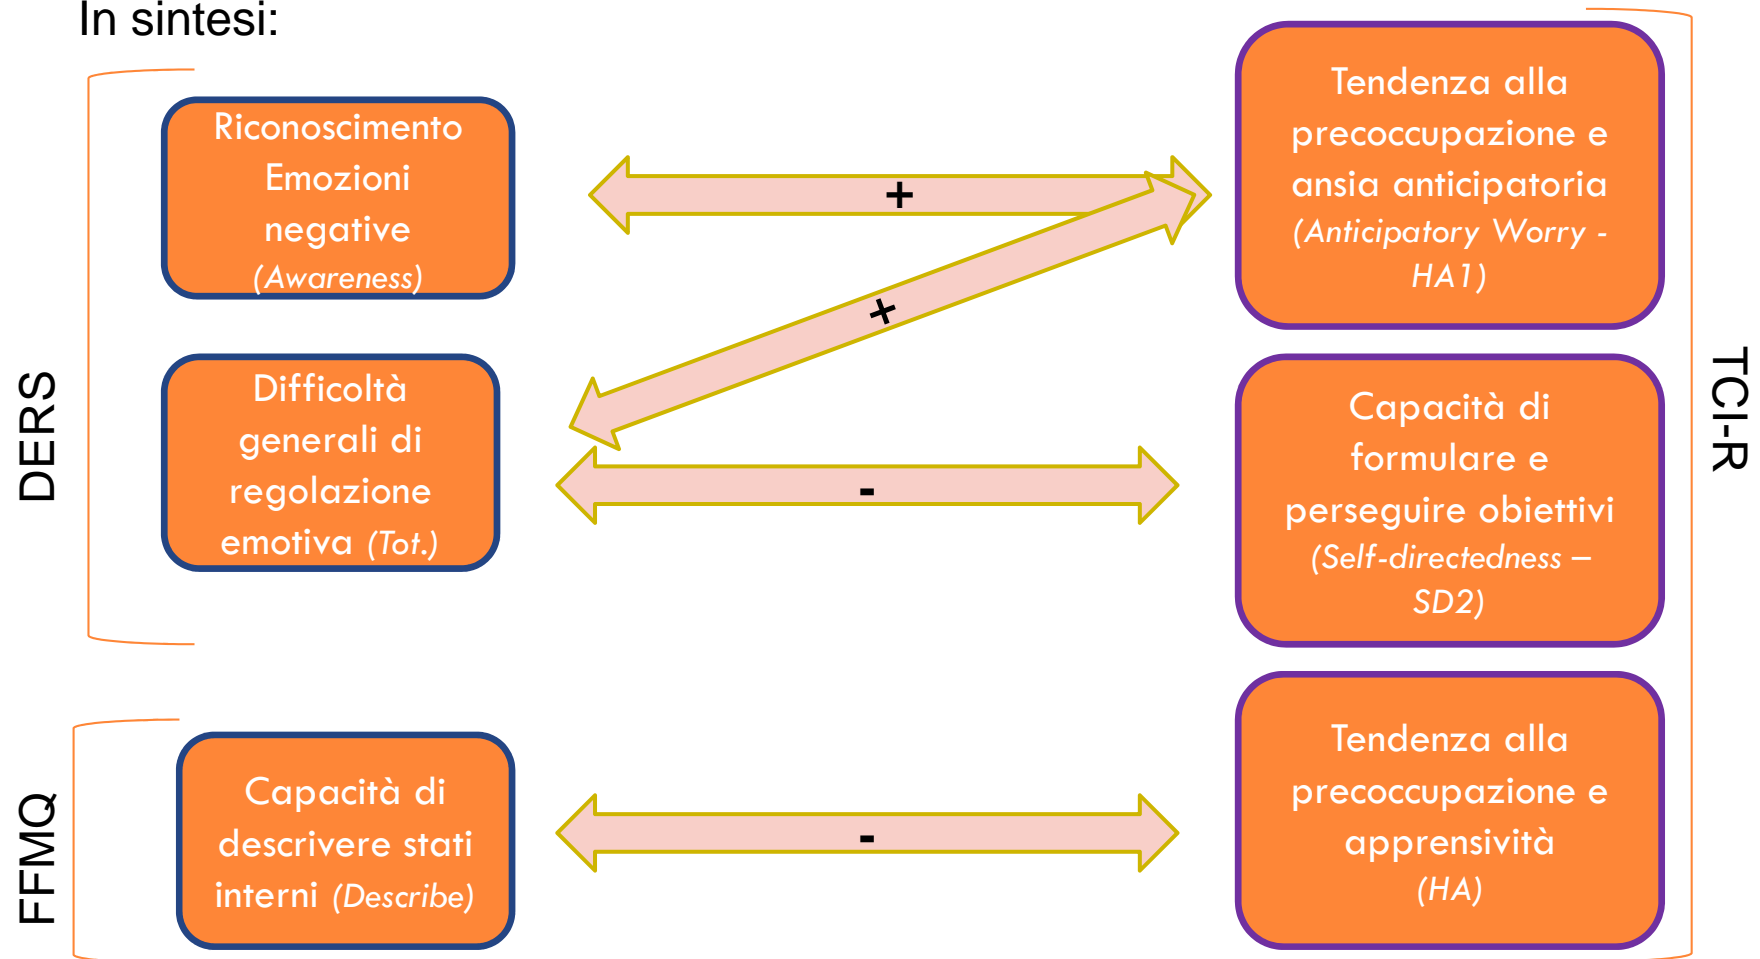 In sintesi:
DERS
Riconoscimento
Emozioni
negative
(Awareness)
+
Tendenza alla
precoccupazione e
ansia anticipatoria
(Anticipatory Worry -
HA1)
+
Difficoltà
generali di
regolazione
emotiva (Tot.)
-
Capacità di
formulare e
perseguire obiettivi
(Self-directedness –
SD2)
TCI-R
FFMQ
Capacità di
descrivere stati
interni (Describe)
-
Tendenza alla
precoccupazione e
apprensività
(HA)